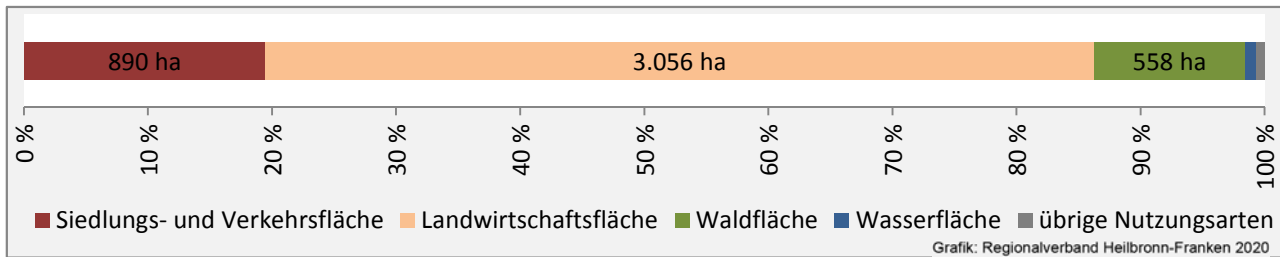 890 ha 3.056 ha 558 ha
0 % 10 % 20 % 30 % 40 % 50 % 60 % 70 % 80 % 90 % 100 %
Siedlungs- und Verkehrsfläche Landwirtschaftsfläche Waldfläche Wasserfläche übrige Nutzungsarten
Grafik: Regionalverband Heilbronn-Franken 2020